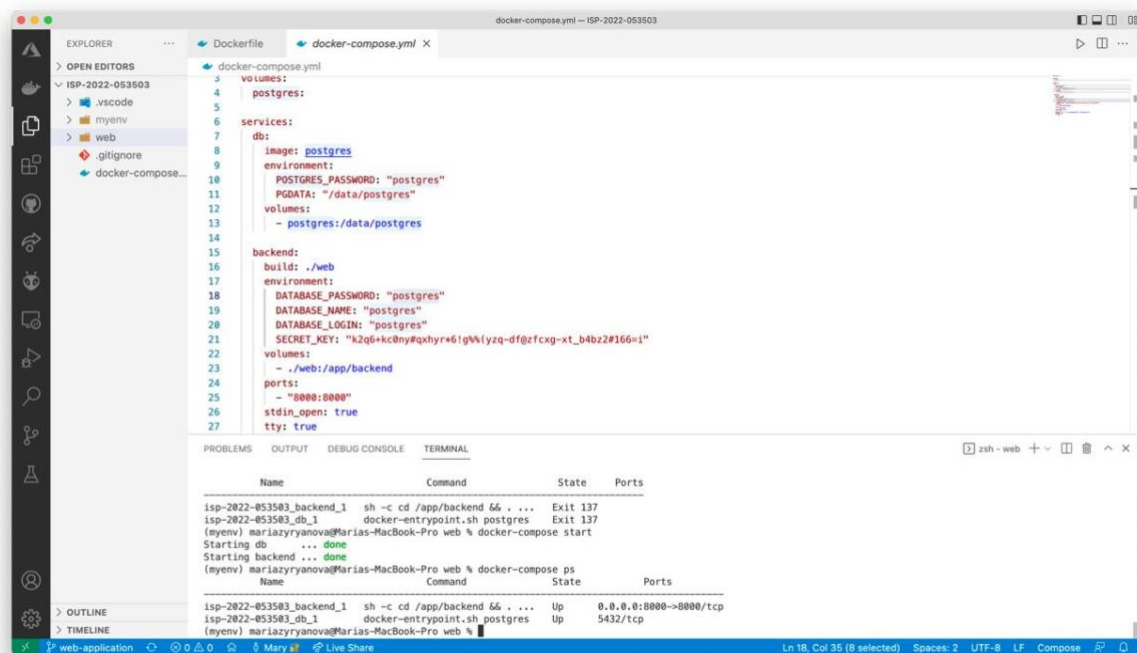 docker-compose.yml — ISP-2022-053503
EXPLORER
Dockerfile
docker-compose.yml
OPEN EDITORS
docker-compose.yml
ISP-2022-053503
.vscode
myenv
web
.gitignore
docker-compose...
3 volumes:
4 postgres:
5
6 services:
7 db:
8 image: postgres
9 environment:
10 POSTGRES_PASSWORD: "postgres"
11 PGDATA: "/data/postgres"
12 volumes:
13 - postgres:/data/postgres
14
15 backend:
16 build: ./web
17 environment:
18 DATABASE_PASSWORD: "postgres"
19 DATABASE_NAME: "postgres"
20 DATABASE_LOGIN: "postgres"
21 SECRET_KEY: "k2q6+kc0ny#qxhyr*6!g%%(yzq-df@zfcxg-xt_b4bz2#166=i"
22 volumes:
23 - ./web:/app/backend
24 ports:
25 - "8000:8000"
26 stdin_open: true
27 tty: true
PROBLEMS OUTPUT DEBUG CONSOLE TERMINAL
zsh - web
Name Command State Ports
isp-2022-053503_backend_1 sh -c cd /app/backend && . ... Exit 137
isp-2022-053503_db_1 docker-entrypoint.sh postgres Exit 137
(myenv) mariazyryanova@Marias-MacBook-Pro web % docker-compose start
Starting db ... done
Starting backend ... done
(myenv) mariazyryanova@Marias-MacBook-Pro web % docker-compose ps
Name Command State Ports
isp-2022-053503_backend_1 sh -c cd /app/backend && . ... Up 0.0.0.0:8000->8000/tcp
isp-2022-053503_db_1 docker-entrypoint.sh postgres Up 5432/tcp
(myenv) mariazyryanova@Marias-MacBook-Pro web %
OUTLINE
TIMELINE
web-application 0 0 Mary Live Share Ln 18, Col 35 (8 selected) Spaces: 2 UTF-8 LF Compose